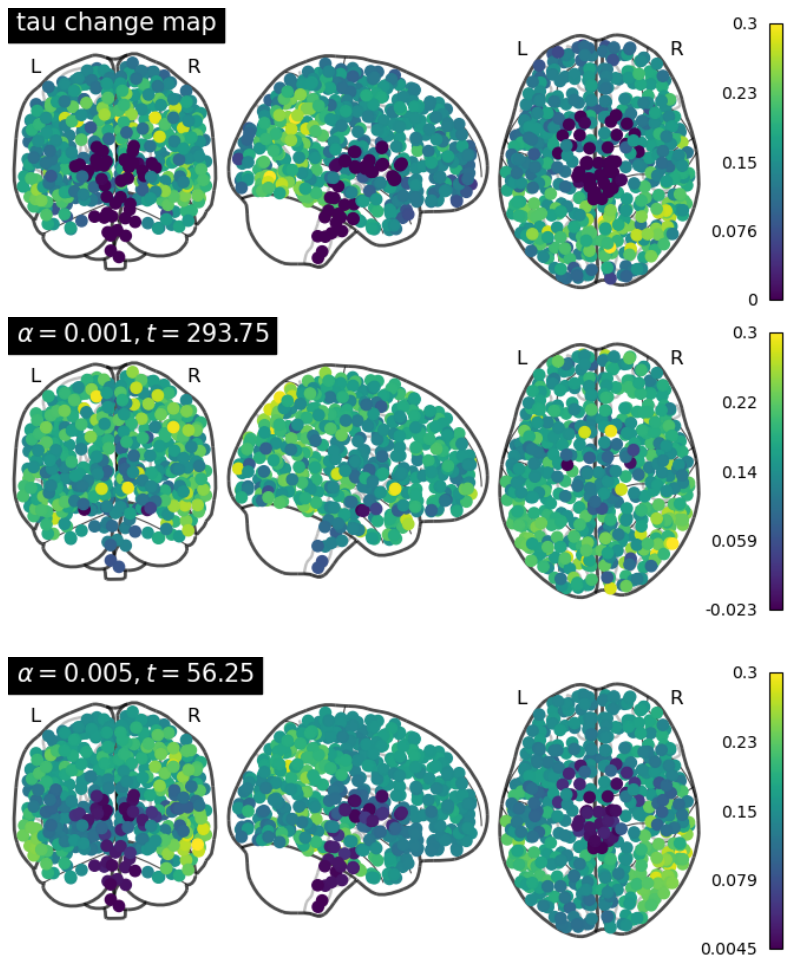 tau change map
L R L R
0.3
0.23
0.15
0.076
0
α = 0.001, t = 293.75
L R L R
0.3
0.22
0.14
0.059
-0.023
α = 0.005, t = 56.25
L R L R
0.3
0.23
0.15
0.079
0.0045